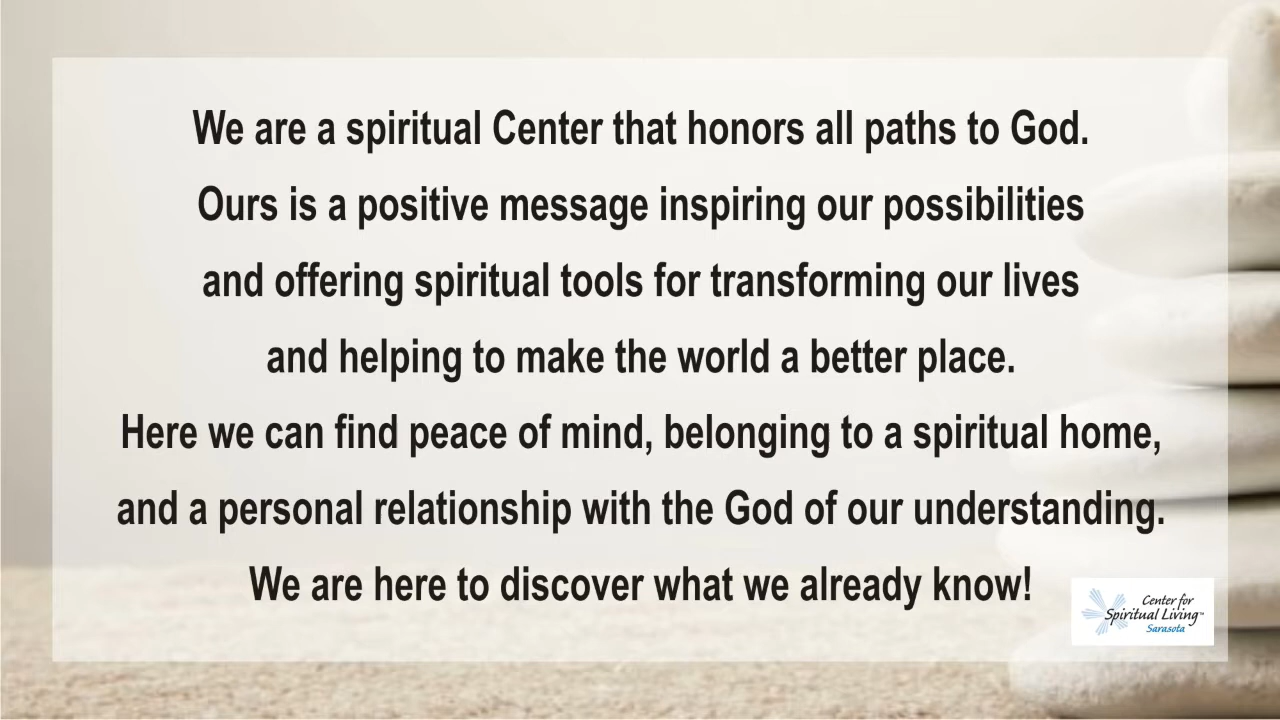 We are a spiritual Center that honors all paths to God.
Ours is a positive message inspiring our possibilities
and offering spiritual tools for transforming our lives
and helping to make the world a better place.
Here we can find peace of mind, belonging to a spiritual home,
and a personal relationship with the God of our understanding.
We are here to discover what we already know!
Center for
Spiritual Living™
Sarasota